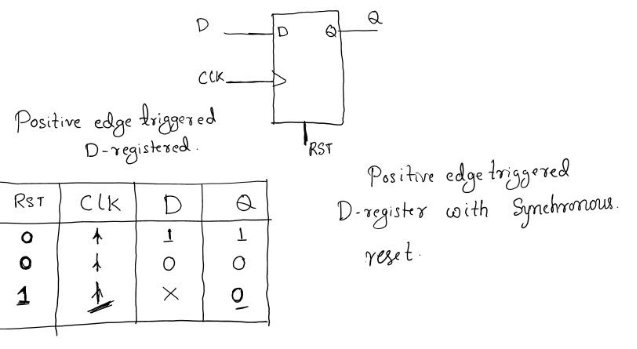 D
D Q
Q
CLK
RST
Positive edge triggered
D-registered.
RST CLK D Q
0 ↑ 1 1
0 ↑ 0 0
1 ↑ X 0
Positive edge triggered
D-register with Synchronous.
reset.